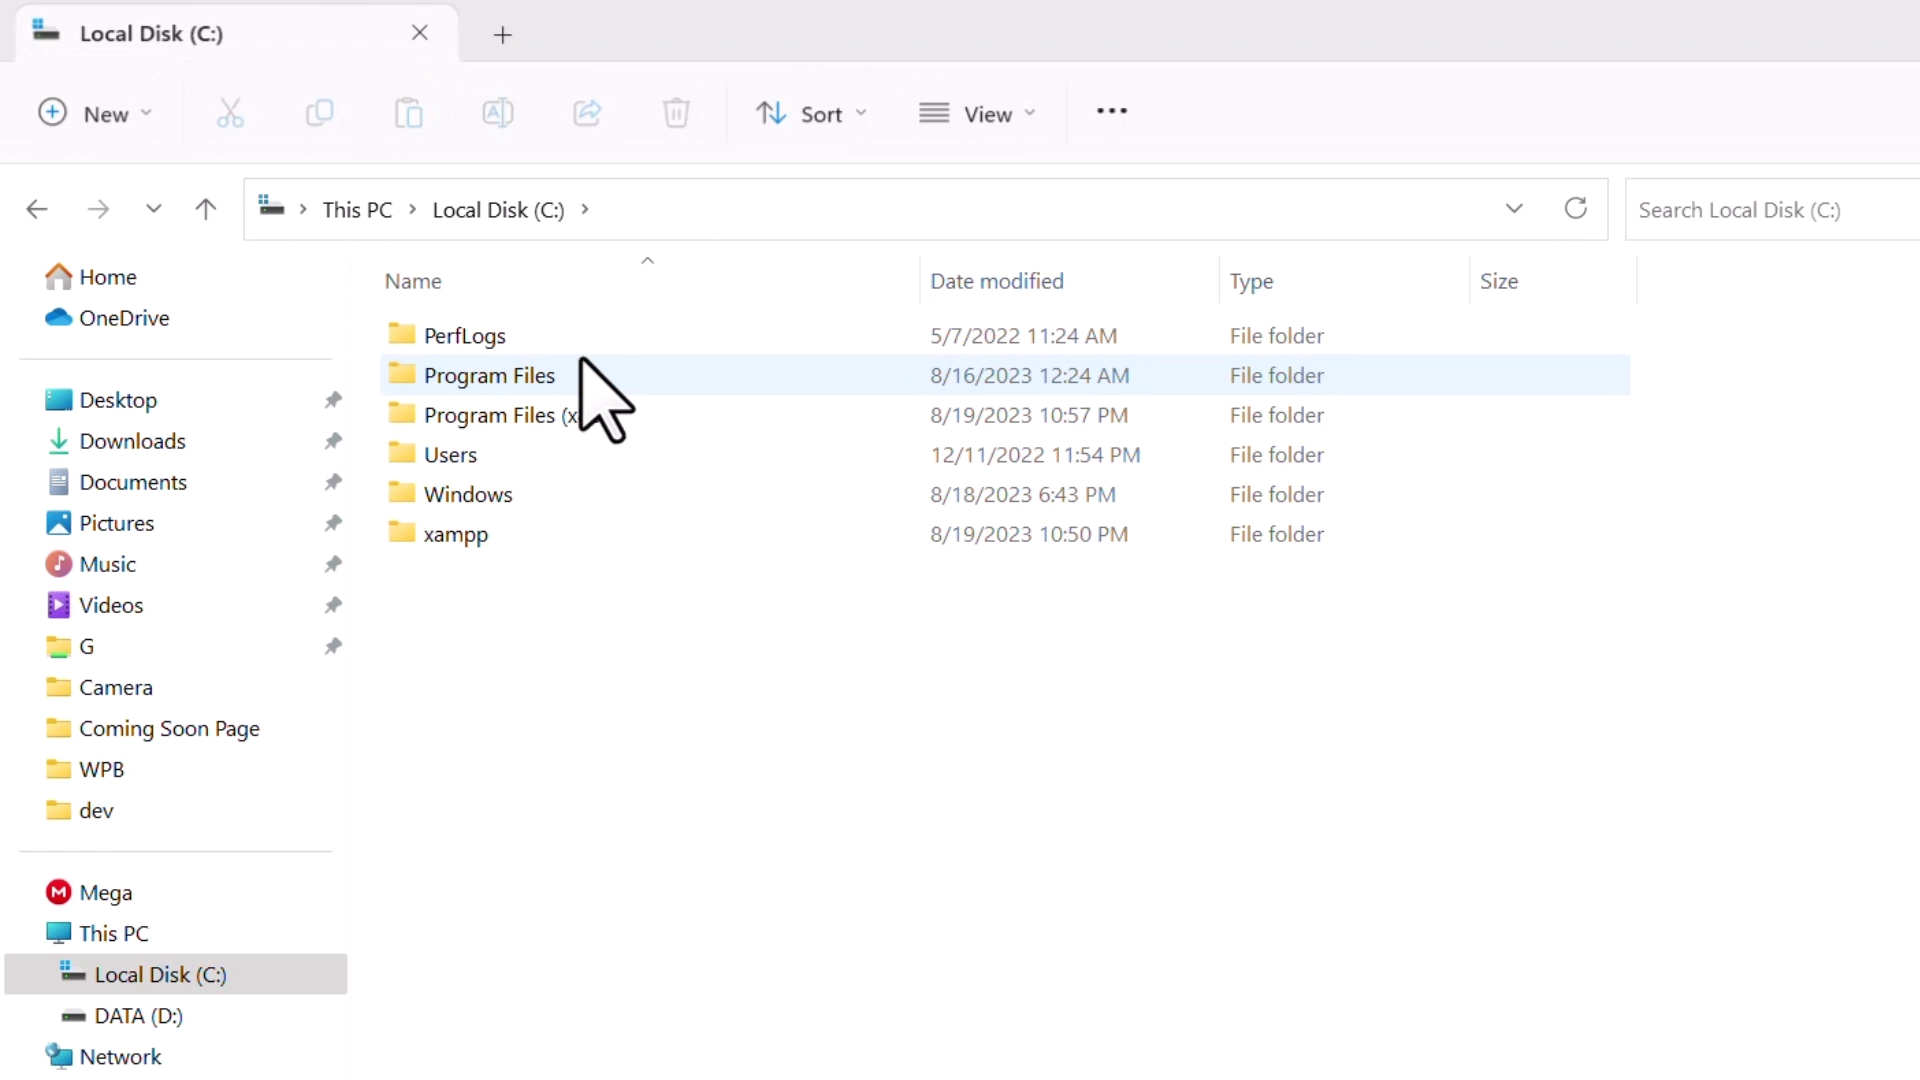 Local Disk (C:)
New Sort View
This PC Local Disk (C:) Search Local Disk (C:)
Name Date modified Type Size
PerfLogs 5/7/2022 11:24 AM File folder
Program Files 8/16/2023 12:24 AM File folder
Program Files 8/19/2023 10:57 PM File folder
Users 12/11/2022 11:54 PM File folder
Windows 8/18/2023 6:43 PM File folder
xampp 8/19/2023 10:50 PM File folder
Home
OneDrive
Desktop
Downloads
Documents
Pictures
Music
Videos
G
Camera
Coming Soon Page
WPB
dev
Mega
This PC
Local Disk (C:)
DATA (D:)
Network